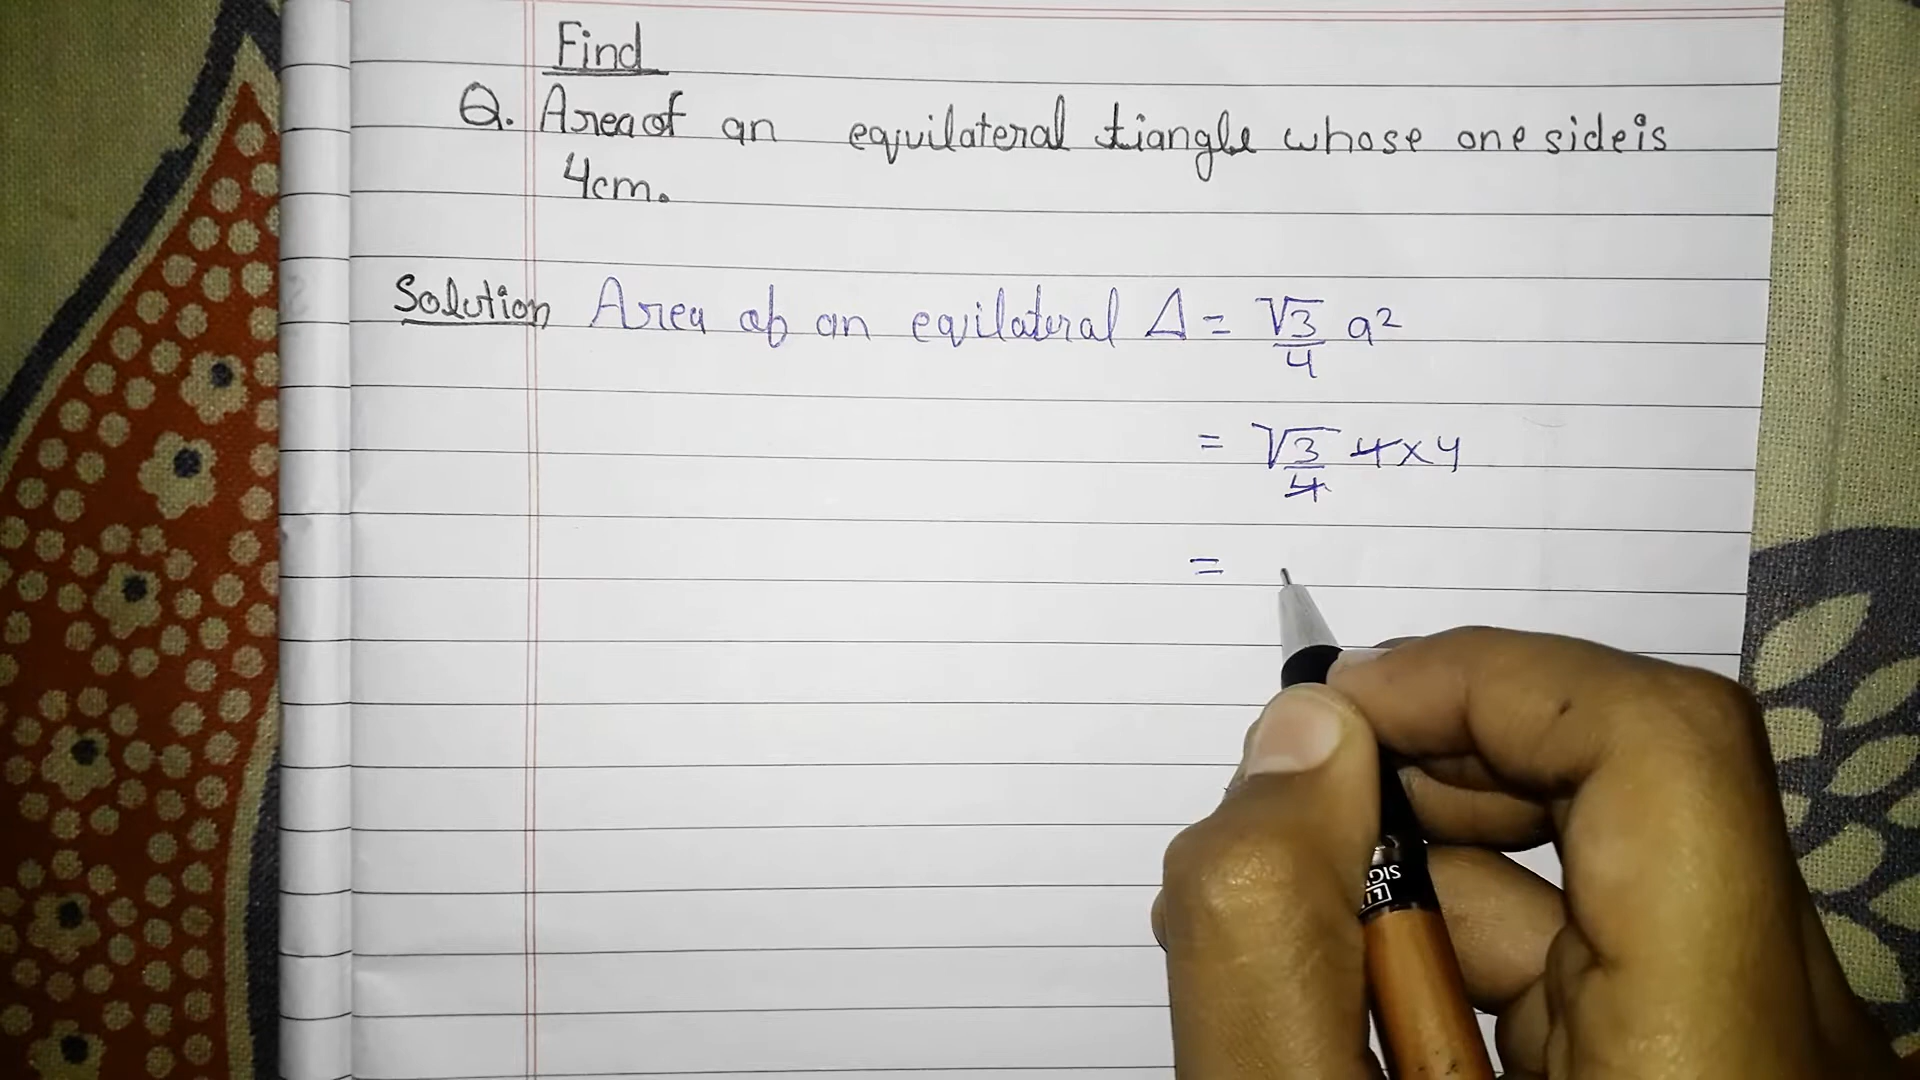 Find
Q. Area of an equilateral tiangle whose one side is
4cm.
Solution Area of an eqilateral Δ = √3/4 a²
= √3/4 4×4
=